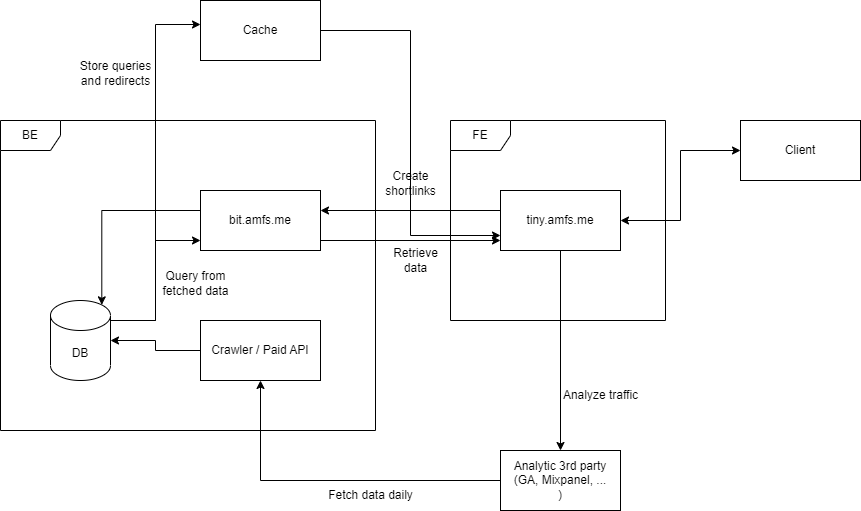 Cache
Store queries
and redirects
BE
FE
Client
Create
shortlinks
bit.amfs.me
tiny.amfs.me
Retrieve
data
Query from
fetched data
DB
Crawler / Paid API
Analyze traffic
Analytic 3rd party
(GA, Mixpanel, ...
)
Fetch data daily